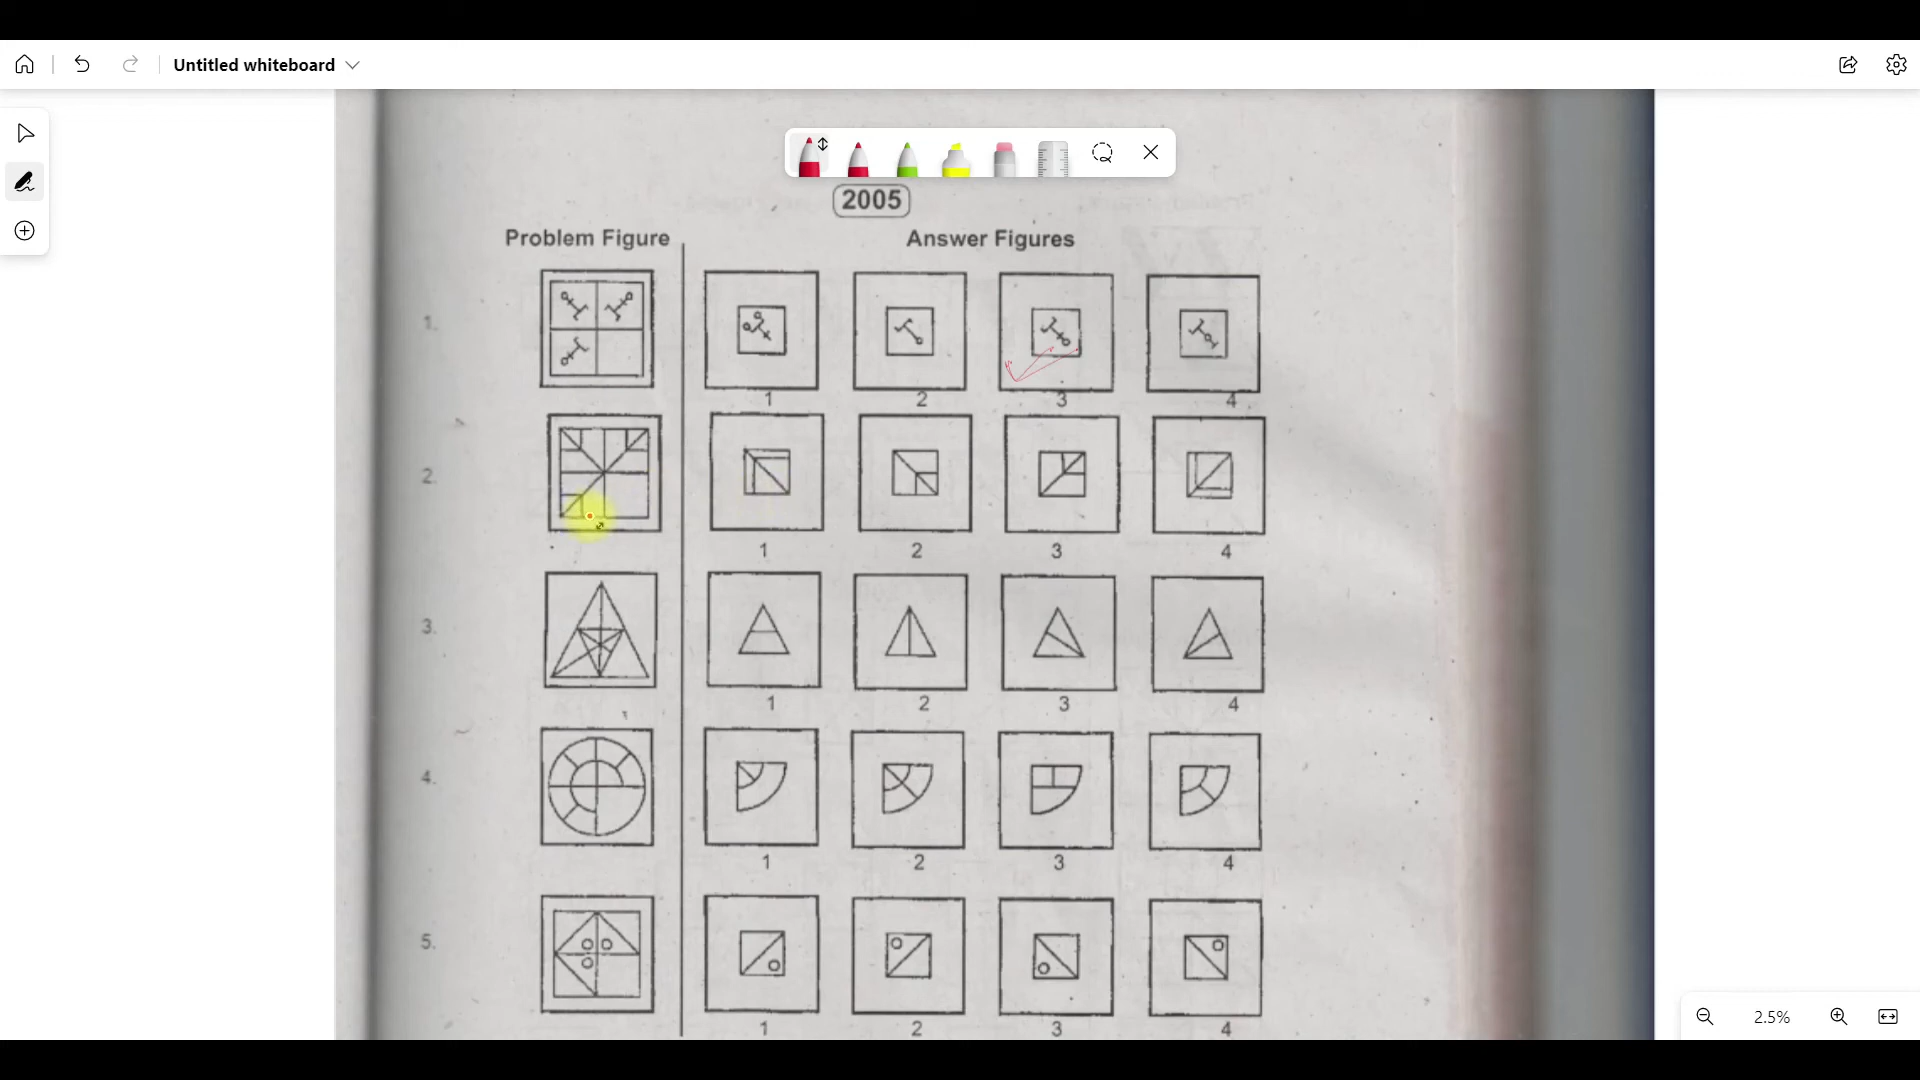 Untitled whiteboard
2005
Problem Figure
Answer Figures
1.
1 2 3 4
2.
1 2 3 4
3.
1 2 3 4
4.
1 2 3 4
5.
1 2 3 4
2.5%